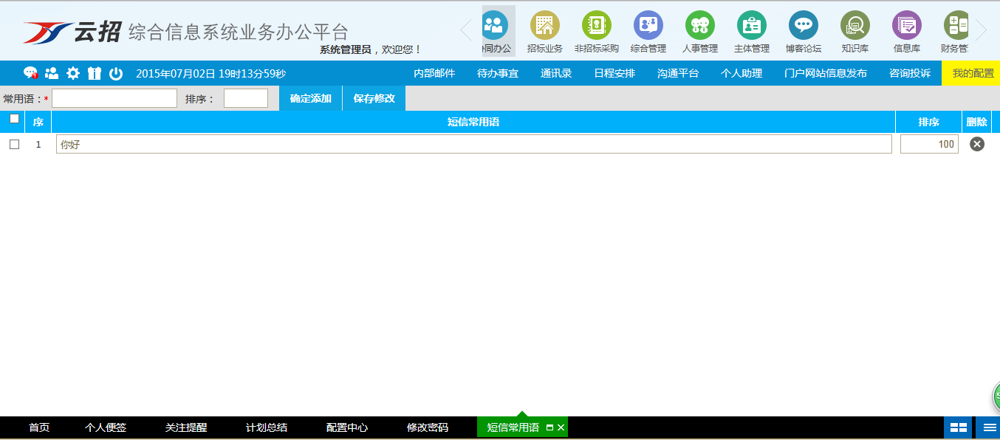 云招 综合信息系统业务办公平台
系统管理员，欢迎您！
协同办公 招标业务 非招标采购 综合管理 人事管理 主体管理 博客论坛 知识库 信息库 财务管
2015年07月02日 19时13分59秒 内部邮件 待办事宜 通讯录 日程安排 沟通平台 个人助理 门户网站信息发布 咨询投诉 我的配置
常用语：* 排序： 确定添加 保存修改
序 短信常用语 排序 删除
1 你好 100
5
首页 个人便签 关注提醒 计划总结 配置中心 修改密码 短信常用语